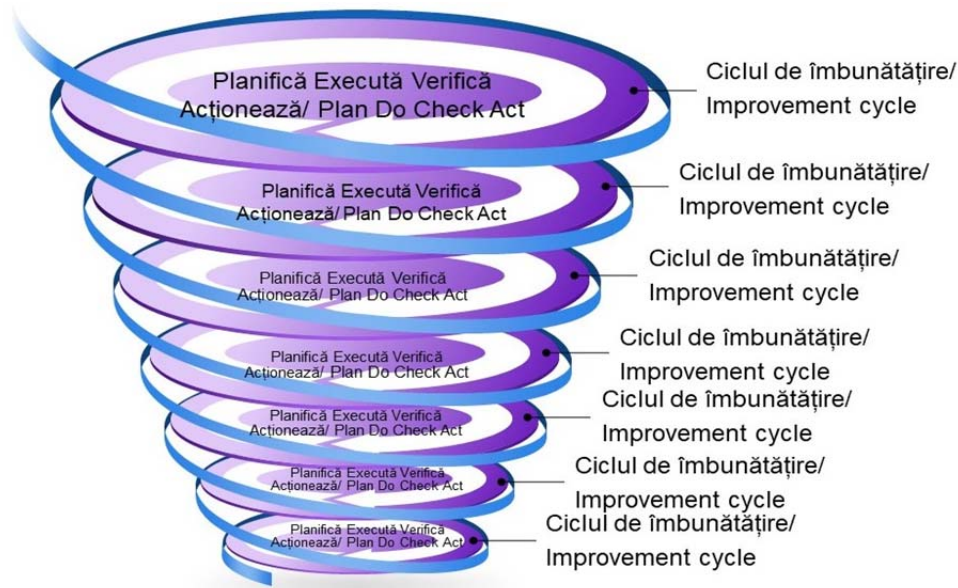 Planifică Execută Verifică
Acționează/ Plan Do Check Act
Ciclul de îmbunătățire/
Improvement cycle
Planifică Execută Verifică
Acționează/ Plan Do Check Act
Ciclul de îmbunătățire/
Improvement cycle
Planifică Execută Verifică
Acționează/ Plan Do Check Act
Ciclul de îmbunătățire/
Improvement cycle
Planifică Execută Verifică
Acționează/ Plan Do Check Act
Ciclul de îmbunătățire/
Improvement cycle
Planifică Execută Verifică
Acționează/ Plan Do Check Act
Ciclul de îmbunătățire/
Improvement cycle
Planifică Execută Verifică
Acționează/ Plan Do Check Act
Ciclul de îmbunătățire/
Improvement cycle
Planifică Execută Verifică
Acționează/ Plan Do Check Act
Ciclul de îmbunătățire/
Improvement cycle